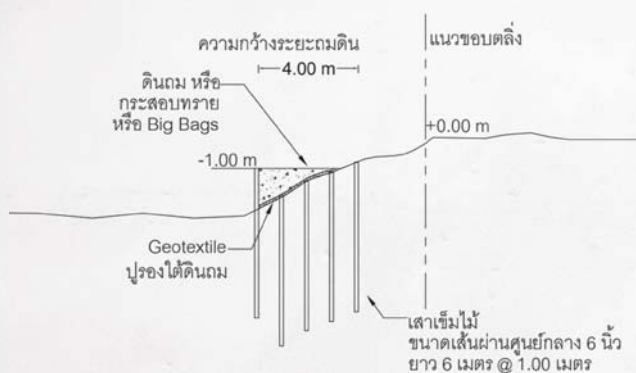 ความกว้างระยะถมดิน
4.00 m
แนวขอบตลิ่ง
ดินถม หรือ
กระสอบทราย
หรือ Big Bags
+0.00 m
-1.00 m
Geotextile
ปูรองใต้ดินถม
เสาเข็มไม้
ขนาดเส้นผ่านศูนย์กลาง 6 นิ้ว
ยาว 6 เมตร @ 1.00 เมตร